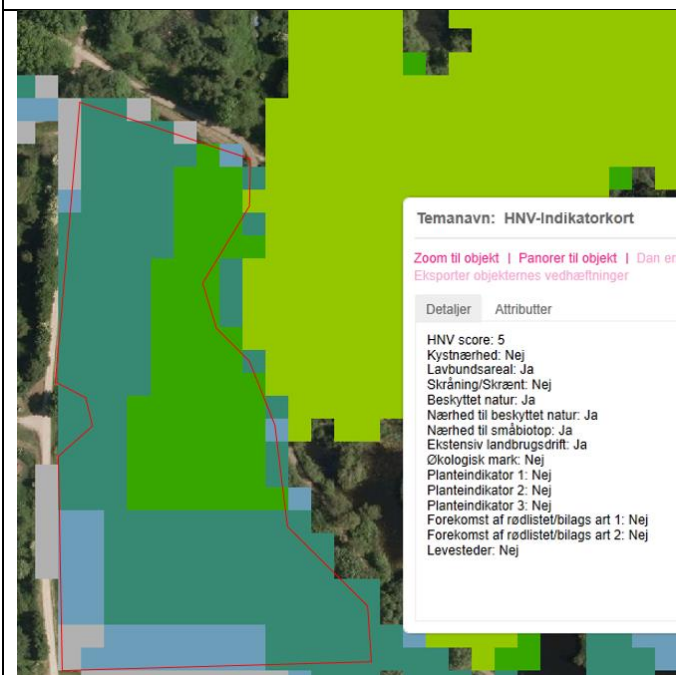 Temanavn: HNV-Indikatorkort
Zoom til objekt | Panorer til objekt | Dan
Eksporter objekternes vedhæftninger
Detaljer Attributter
HNV score: 5
Kystnærhed: Nej
Lavbundsareal: Ja
Skråning/Skrænt: Nej
Beskyttet natur: Ja
Nærhed til beskyttet natur: Ja
Nærhed til småbiotop: Ja
Ekstensiv landbrugsdrift: Ja
Økologisk mark: Nej
Planteindikator 1: Nej
Planteindikator 2: Nej
Planteindikator 3: Nej
Forekomst af rødlistet/bilags art 1: Nej
Forekomst af rødlistet/bilags art 2: Nej
Levesteder: Nej